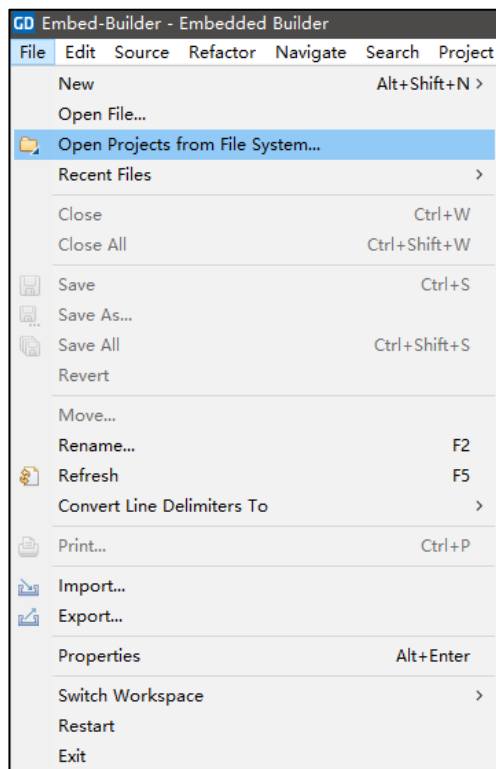 GD Embed-Builder - Embedded Builder
File Edit Source Refactor Navigate Search Project
New Alt+Shift+N >
Open File...
Open Projects from File System...
Recent Files >
Close Ctrl+W
Close All Ctrl+Shift+W
Save Ctrl+S
Save As...
Save All Ctrl+Shift+S
Revert
Move...
Rename... F2
Refresh F5
Convert Line Delimiters To >
Print... Ctrl+P
Import...
Export...
Properties Alt+Enter
Switch Workspace >
Restart
Exit